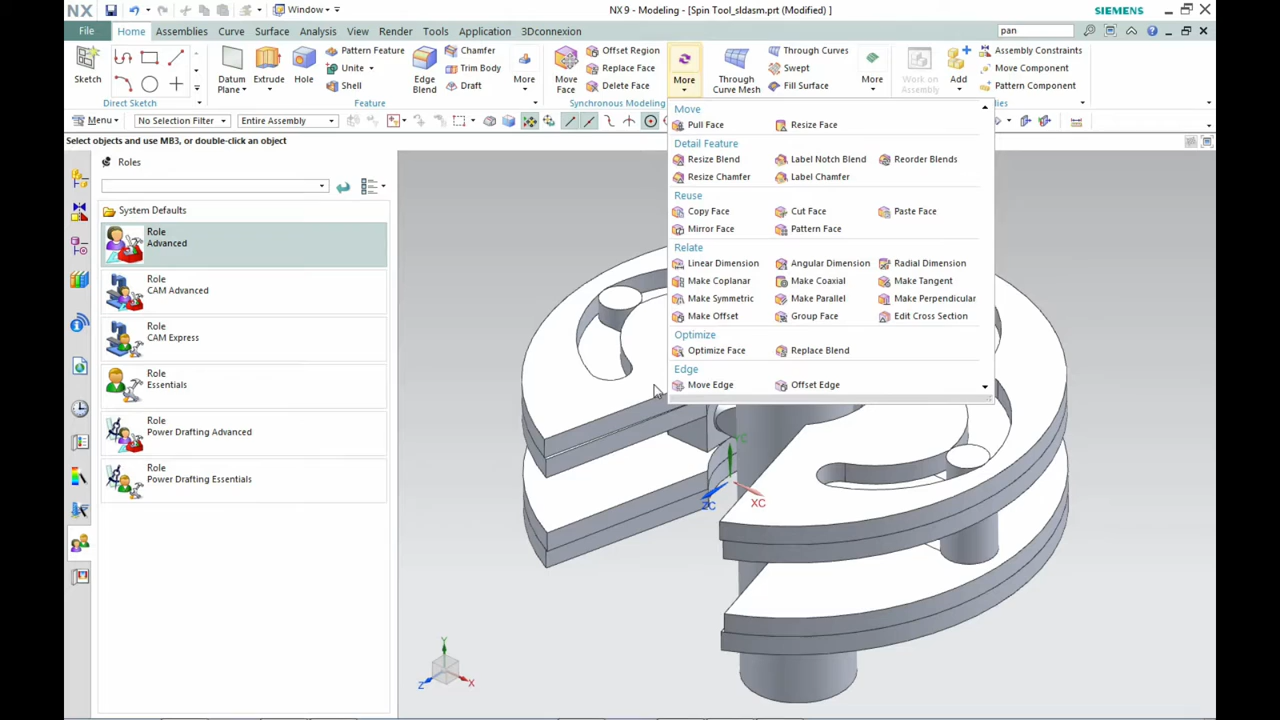 NX
Window
NX 9 - Modeling - [Spin Tool_sldasm.prt (Modified) ]
SIEMENS
File Home Assemblies Curve Surface Analysis View Render Tools Application 3Dconnexion
pan
Sketch
Direct Sketch
Datum Plane
Extrude
Hole
Pattern Feature
Unite
Shell
Edge Blend
Chamfer
Trim Body
Draft
More
Feature
Move Face
Offset Region
Replace Face
Delete Face
More
Synchronous Modeling
Through Curve Mesh
Through Curves
Swept
Fill Surface
More
Work on Assembly
Add
Assembly Constraints
Move Component
Pattern Component
Menu
No Selection Filter
Entire Assembly
Select objects and use MB3, or double-click an object
Roles
System Defaults
Role
Advanced
Role
CAM Advanced
Role
CAM Express
Role
Essentials
Role
Power Drafting Advanced
Role
Power Drafting Essentials
Move
Pull Face Resize Face
Detail Feature
Resize Blend Label Notch Blend Reorder Blends
Resize Chamfer Label Chamfer
Reuse
Copy Face Cut Face Paste Face
Mirror Face Pattern Face
Relate
Linear Dimension Angular Dimension Radial Dimension
Make Coplanar Make Coaxial Make Tangent
Make Symmetric Make Parallel Make Perpendicular
Make Offset Group Face Edit Cross Section
Optimize
Optimize Face Replace Blend
Edge
Move Edge Offset Edge
ZC
XC
Y
Z
X